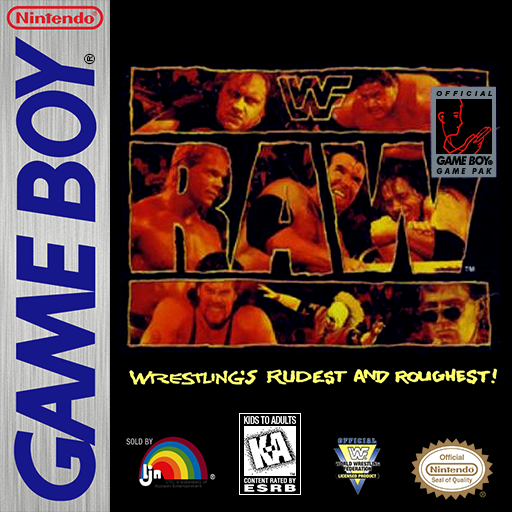 Nintendo®
GAME BOY®
WF
OFFICIAL
GAME BOY®
GAME PAK
RAW
™
WRESTLING'S RUDEST AND ROUGHEST!
SOLD BY
LJN
®
KIDS TO ADULTS
K-A
CONTENT RATED BY
ESRB
OFFICIAL
WF
WORLD WRESTLING
FEDERATION
LICENSED PRODUCT
Official
Nintendo
Seal of Quality